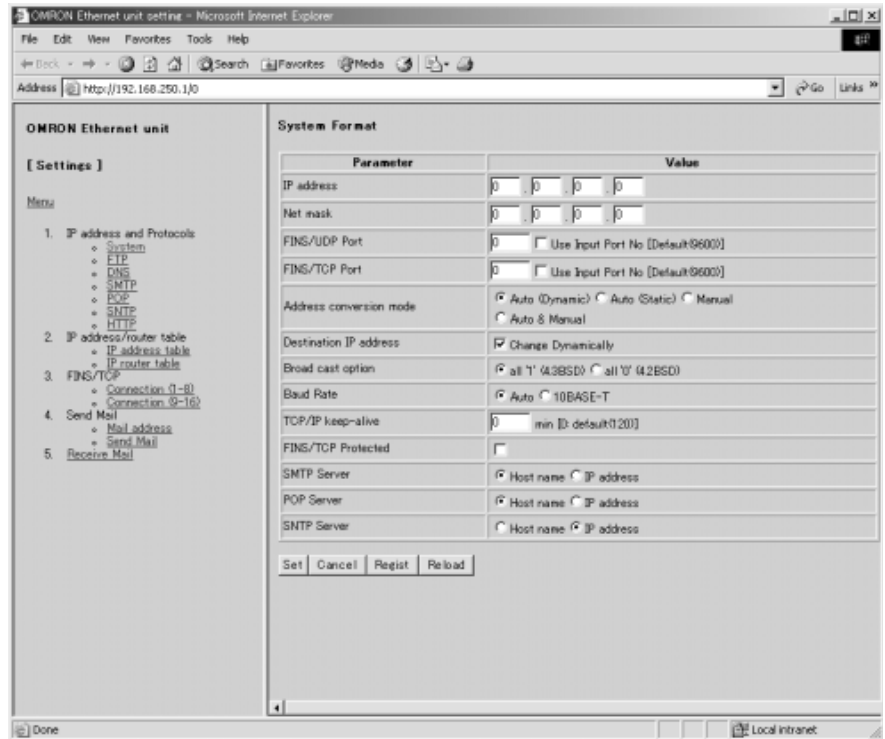 OMRON Ethernet unit setting - Microsoft Internet Explorer
File Edit View Favorites Tools Help
Back Search Favorites Media
Address http://192.168.250.1/0 Go Links »
OMRON Ethernet unit
[ Settings ]
Menu
1. IP address and Protocols
System
FTP
DNS
SMTP
POP
SNTP
HTTP
2. IP address/router table
IP address table
IP router table
3. FINS/TCP
Connection (1-8)
Connection (9-16)
4. Send Mail
Mail address
Send Mail
5. Receive Mail
System Format
Parameter Value
IP address 0 . 0 . 0 . 0
Net mask 0 . 0 . 0 . 0
FINS/UDP Port 0 Use Input Port No [Default(9600)]
FINS/TCP Port 0 Use Input Port No [Default(9600)]
Address conversion mode Auto (Dynamic) Auto (Static) Manual
Auto & Manual
Destination IP address Change Dynamically
Broad cast option all '1' (4.3BSD) all '0' (4.2BSD)
Baud Rate Auto 10BASE-T
TCP/IP keep-alive 0 min [0: default(120)]
FINS/TCP Protected
SMTP Server Host name IP address
POP Server Host name IP address
SNTP Server Host name IP address
Set Cancel Regist Reload
Done Local intranet